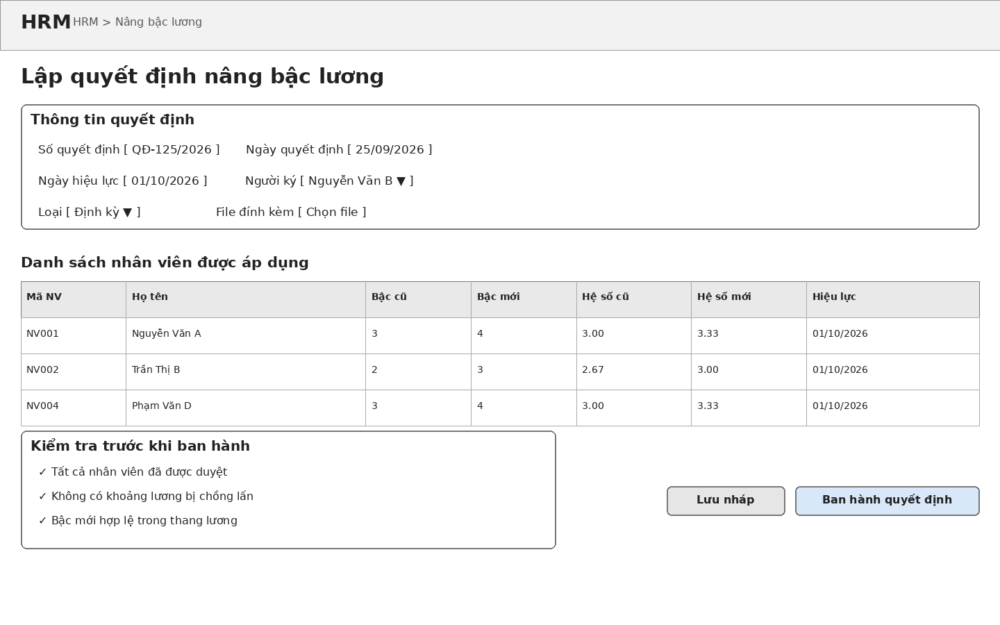 HRM HRM > Nâng bậc lương
Lập quyết định nâng bậc lương
Thông tin quyết định
Số quyết định [ QĐ-125/2026 ] Ngày quyết định [ 25/09/2026 ]
Ngày hiệu lực [ 01/10/2026 ] Người ký [ Nguyễn Văn B ▼ ]
Loại [ Định kỳ ▼ ] File đính kèm [ Chọn file ]
Danh sách nhân viên được áp dụng
Mã NV Họ tên Bậc cũ Bậc mới Hệ số cũ Hệ số mới Hiệu lực
NV001 Nguyễn Văn A 3 4 3.00 3.33 01/10/2026
NV002 Trần Thị B 2 3 2.67 3.00 01/10/2026
NV004 Phạm Văn D 3 4 3.00 3.33 01/10/2026
Kiểm tra trước khi ban hành
✓ Tất cả nhân viên đã được duyệt
✓ Không có khoảng lương bị chồng lấn
✓ Bậc mới hợp lệ trong thang lương
Lưu nháp Ban hành quyết định